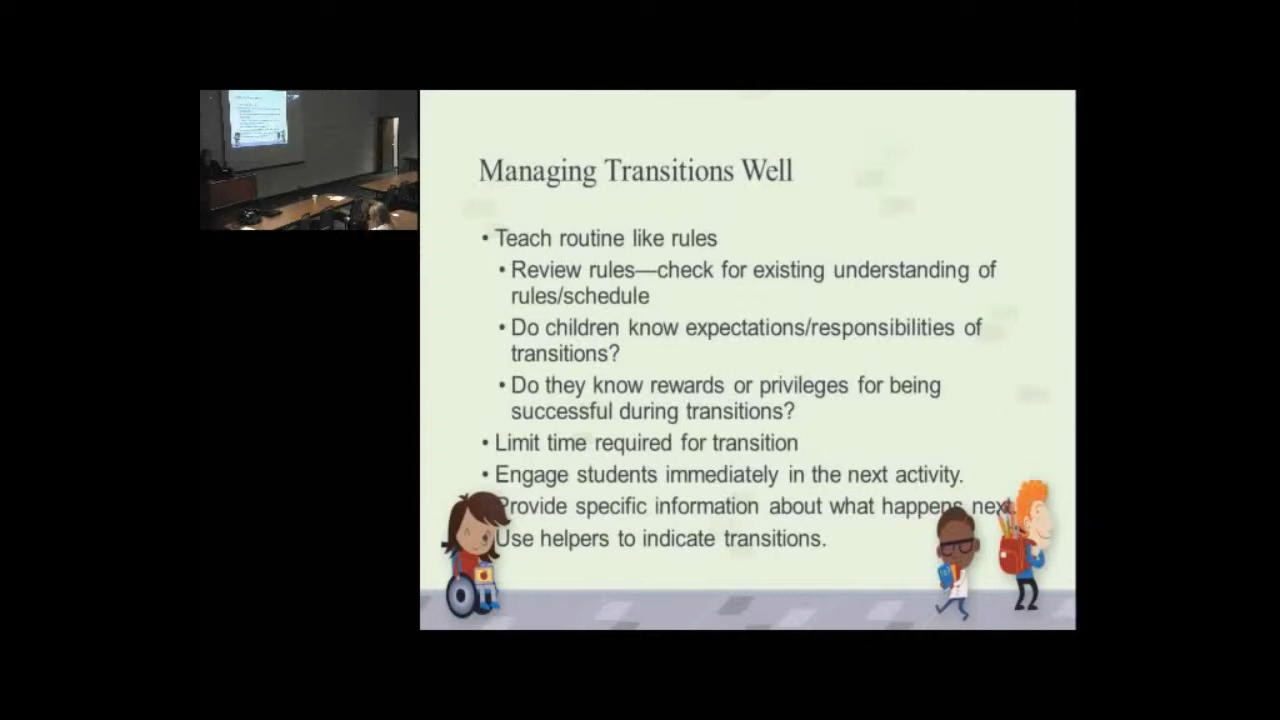 Managing Transitions Well
• Teach routine like rules
• Review rules—check for existing understanding of
rules/schedule
• Do children know expectations/responsibilities of
transitions?
• Do they know rewards or privileges for being
successful during transitions?
• Limit time required for transition
• Engage students immediately in the next activity.
Provide specific information about what happens next.
Use helpers to indicate transitions.